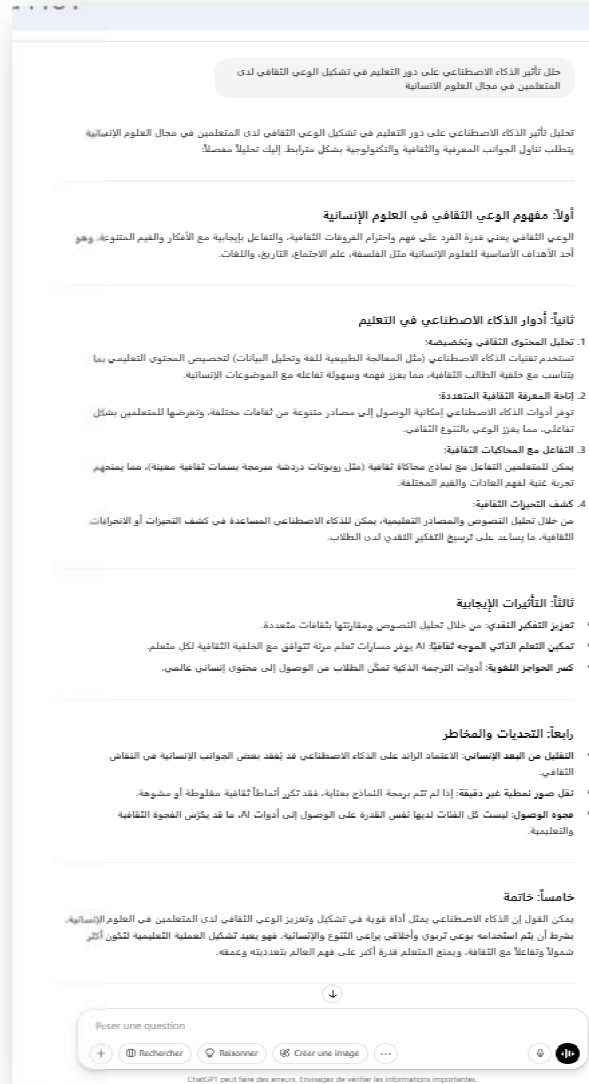 حلل تأثير الذكاء الاصطناعي على دور التعليم في تشكيل الوعي الثقافي لدى
المتعلمين في مجال العلوم الانسانية
تحليل تأثير الذكاء الاصطناعي على دور التعليم في تشكيل الوعي الثقافي لدى المتعلمين في مجال العلوم الإنسانية
يتطلب تناول الجوانب المعرفية والثقافية والتكنولوجية بشكل مترابط. إليك تحليلاً مفصلاً:
أولاً: مفهوم الوعي الثقافي في العلوم الإنسانية
الوعي الثقافي يعني قدرة الفرد على فهم واحترام الفروقات الثقافية، والتفاعل بإيجابية مع الأفكار والقيم المتنوعة، وهو
أحد الأهداف الأساسية للعلوم الإنسانية مثل الفلسفة، علم الاجتماع، التاريخ، واللغات.
ثانياً: أدوار الذكاء الاصطناعي في التعليم
1. تحليل المحتوى الثقافي وتخصيصه:
تستخدم تقنيات الذكاء الاصطناعي (مثل المعالجة الطبيعية للغة وتحليل البيانات) لتخصيص المحتوى التعليمي بما
يتناسب مع خلفية الطالب الثقافية، مما يعزز فهمه وسهولة تفاعله مع الموضوعات الإنسانية.
2. إتاحة المعرفة الثقافية المتعددة:
توفر أدوات الذكاء الاصطناعي إمكانية الوصول إلى مصادر متنوعة من ثقافات مختلفة، وتعرضها للمتعلمين بشكل
تفاعلي، مما يعزز الوعي بالتنوع الثقافي.
3. التفاعل مع المحاكيات الثقافية:
يمكن للمتعلمين التفاعل مع نماذج محاكاة ثقافية (مثل روبوتات دردشة مبرمجة بسمات ثقافية معينة)، مما يمنحهم
تجربة غنية لفهم العادات والقيم المختلفة.
4. كشف التحيزات الثقافية:
من خلال تحليل النصوص والمصادر التعليمية، يمكن للذكاء الاصطناعي المساعدة في كشف التحيزات أو الانحرافات
الثقافية، ما يساعد على ترسيخ التفكير النقدي لدى الطلاب.
ثالثاً: التأثيرات الإيجابية
تعزيز التفكير النقدي: من خلال تحليل النصوص ومقارنتها بثقافات متعددة.
تمكين التعلم الذاتي الموجه ثقافيًا: AI يوفر مسارات تعلم مرنة تتوافق مع الخلفية الثقافية لكل متعلم.
كسر الحواجز اللغوية: أدوات الترجمة الذكية تمكّن الطلاب من الوصول إلى محتوى إنساني عالمي.
رابعاً: التحديات والمخاطر
التقليل من البعد الإنساني: الاعتماد الزائد على الذكاء الاصطناعي قد يُفقد بعض الجوانب الإنسانية في النقاش
الثقافي.
نقل صور نمطية غير دقيقة: إذا لم تتم برمجة النماذج بعناية، فقد تكرر أنماطاً ثقافية مغلوطة أو مشوهة.
فجوة الوصول: ليست كل الفئات لديها نفس القدرة على الوصول إلى أدوات AI، ما قد يكرّس الفجوة الثقافية
والتعليمية.
خامساً: خاتمة
يمكن القول إن الذكاء الاصطناعي يمثل أداة قوية في تشكيل وتعزيز الوعي الثقافي لدى المتعلمين في العلوم الإنسانية،
بشرط أن يتم استخدامه بوعي تربوي وأخلاقي يراعي التنوع والإنسانية. فهو يعيد تشكيل العملية التعليمية لتكون أكثر
شمولاً وتفاعلاً مع الثقافة، ويمنح المتعلم قدرة أكبر على فهم العالم بتعدديته وعمقه.
Poser une question
Rechercher Raisonner Créer une image
ChatGPT peut faire des erreurs. Envisagez de vérifier les informations importantes.